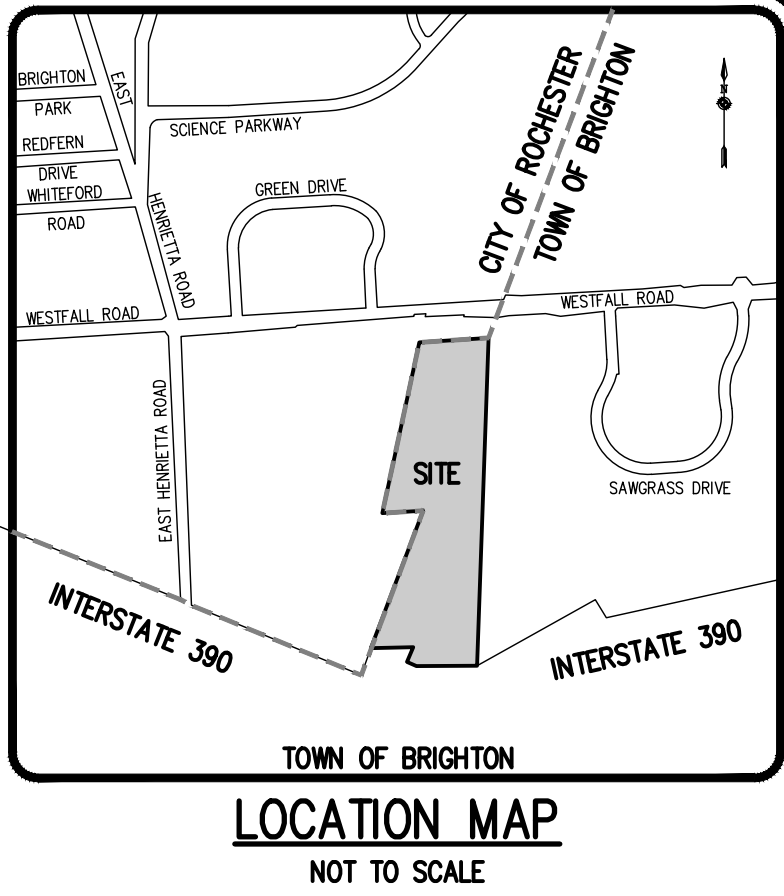 BRIGHTON
PARK
REDFERN
DRIVE
WHITEFORD
ROAD
EAST
HENRIETTA ROAD
SCIENCE PARKWAY
GREEN DRIVE
CITY OF ROCHESTER
TOWN OF BRIGHTON
N
WESTFALL ROAD
WESTFALL ROAD
EAST HENRIETTA ROAD
SITE
SAWGRASS DRIVE
INTERSTATE 390
INTERSTATE 390
TOWN OF BRIGHTON
LOCATION MAP
NOT TO SCALE